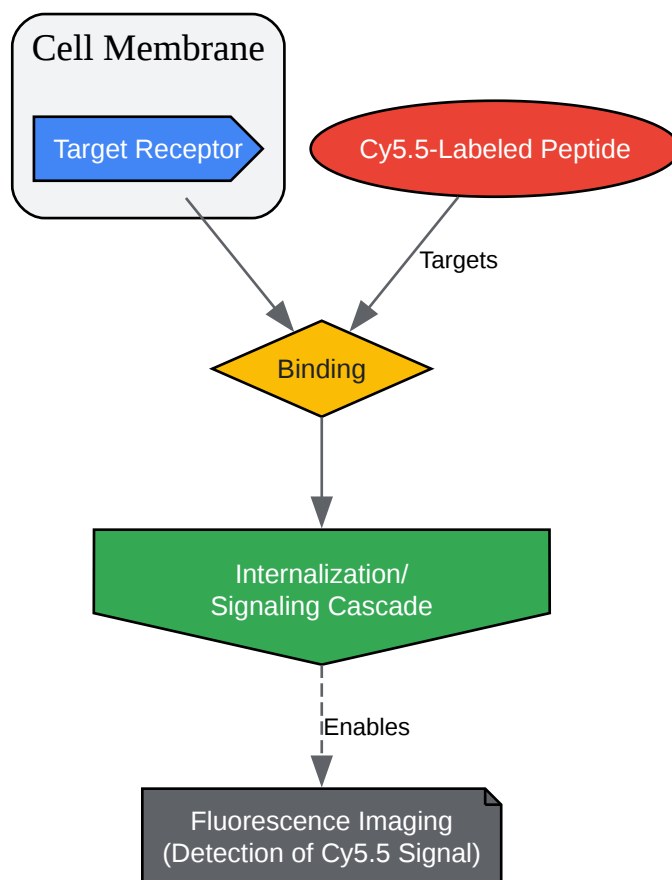 Cell Membrane
Target Receptor
Cy5.5-Labeled Peptide
Targets
Binding
Internalization/
Signaling Cascade
Enables
Fluorescence Imaging
(Detection of Cy5.5 Signal)